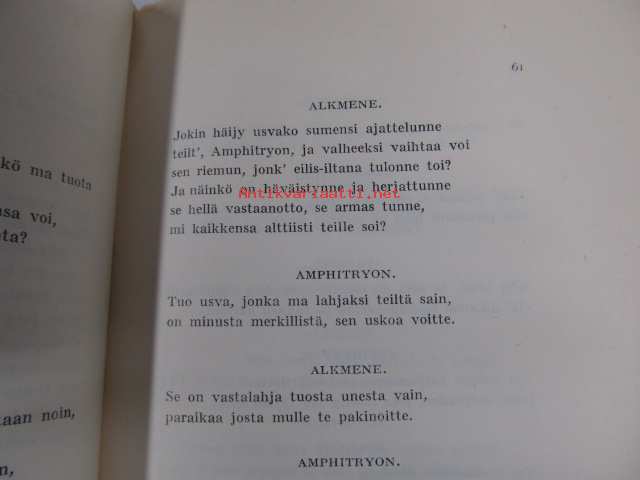 kö ma tuota
sa voi,
ta?
taan noin,
n,
61
ALKMENE.
Jokin häijy usvako sumensi ajattelunne
teilt', Amphitryon, ja valheeksi vaihtaa voi
sen riemun, jonk' eilis-iltana tulonne toi?
Ja näinkö on häväistynne ja herjattunne
Antikvariaatti.net
se hellä vastaanotto, se armas tunne,
mi kaikkensa alttiisti teille soi?
AMPHITRYON.
Tuo usva, jonka ma lahjaksi teiltä sain,
on minusta merkillistä, sen uskoa voitte.
ALKMENE.
Se on vastalahja tuosta unesta vain,
paraikaa josta mulle te pakinoitte.
AMPHITRYON.